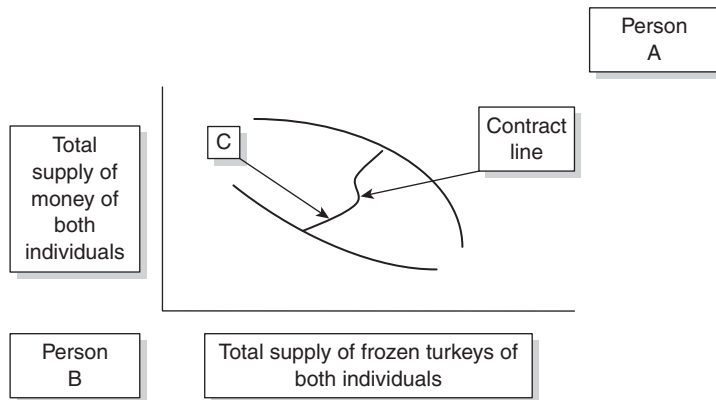 Person
A
C
Contract
line
Total
supply of
money of
both
individuals
Person
B
Total supply of frozen turkeys of
both individuals